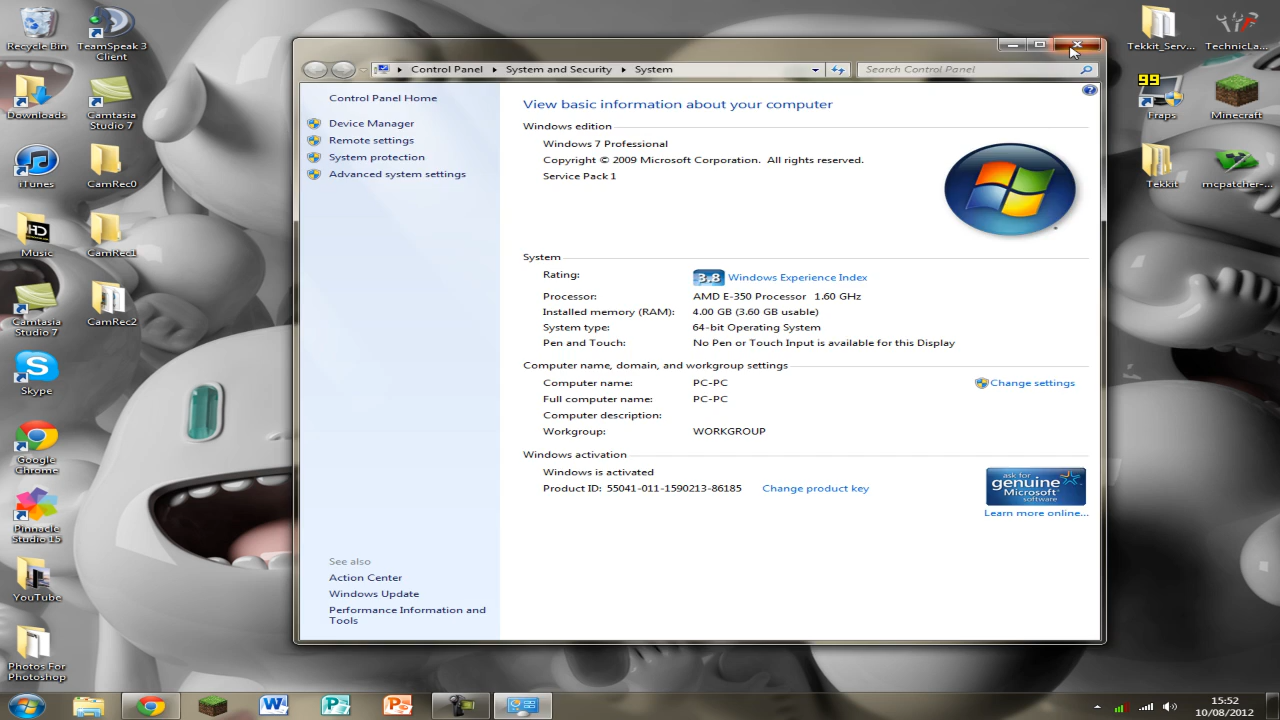 Recycle Bin
TeamSpeak 3
Client
Downloads
Camtasia
Studio 7
iTunes
CamRec0
HD
Music
CamRec1
Camtasia
Studio 7
CamRec2
Skype
Google
Chrome
Pinnacle
Studio 15
YouTube
Photos For
Photoshop
Control Panel
System and Security
System
Search Control Panel
Control Panel Home
Device Manager
Remote settings
System protection
Advanced system settings
See also
Action Center
Windows Update
Performance Information and
Tools
View basic information about your computer
Windows edition
Windows 7 Professional
Copyright © 2009 Microsoft Corporation.  All rights reserved.
Service Pack 1
System
Rating: 3.8 Windows Experience Index
Processor: AMD E-350 Processor 1.60 GHz
Installed memory (RAM): 4.00 GB (3.60 GB usable)
System type: 64-bit Operating System
Pen and Touch: No Pen or Touch Input is available for this Display
Computer name, domain, and workgroup settings
Computer name: PC-PC
Change settings
Full computer name: PC-PC
Computer description:
Workgroup: WORKGROUP
Windows activation
Windows is activated
Product ID: 55041-011-1590213-86185 Change product key
ask for
genuine
Microsoft
software
Learn more online...
Tekkit_Serv...
TechnicLa...
99
Fraps
Minecraft
Tekkit
mcpatcher-...
15:52
10/08/2012